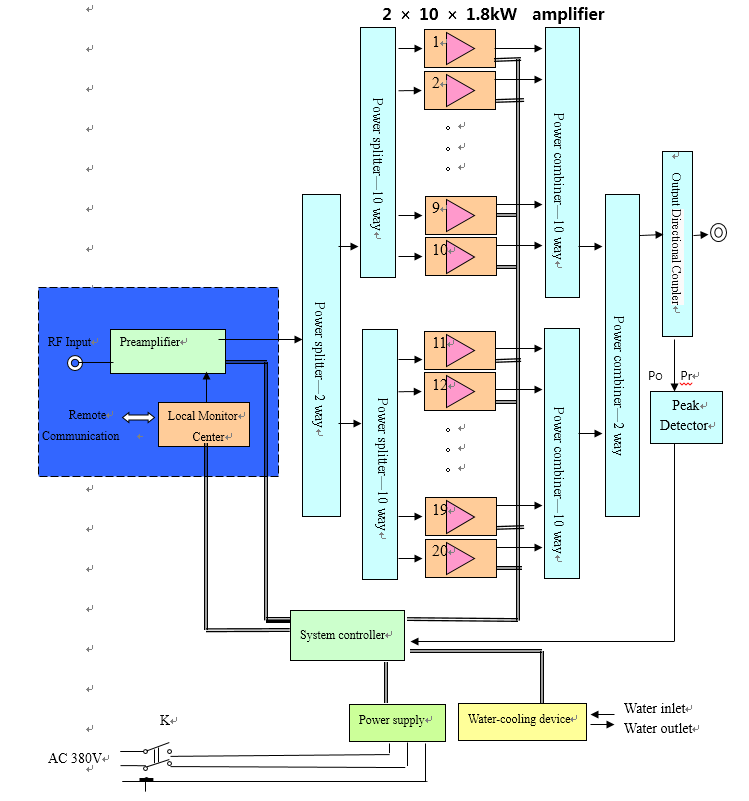 2 × 10 × 1.8kW amplifier
1
2
Power splitter—10 way
Power combiner—10 way
9
10
Output Directional Coupler
Power splitter—2 way
Power combiner—2 way
RF Input
Preamplifier
Remote
Communication
Local Monitor
Center
11
12
Power splitter—10 way
Power combiner—10 way
19
20
Po Pr
Peak
Detector
System controller
Power supply
Water-cooling device
Water inlet
Water outlet
K
AC 380V